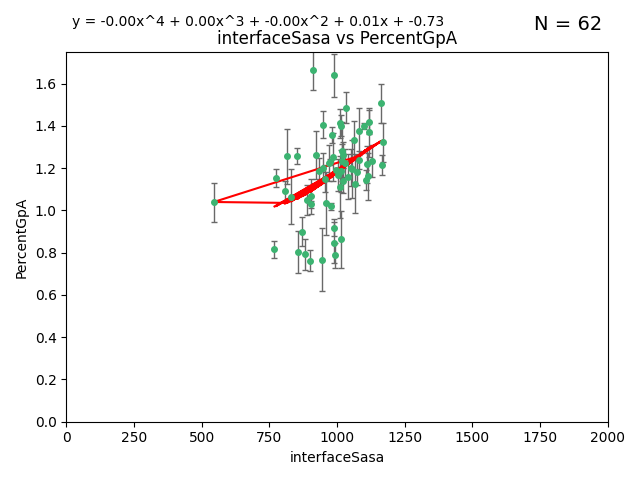 y = -0.00x^4 + 0.00x^3 + -0.00x^2 + 0.01x + -0.73
N = 62
interfaceSasa vs PercentGpA
1.6
1.4
1.2
1.0
0.8
0.6
0.4
0.2
0.0
PercentGpA
0 250 500 750 1000 1250 1500 1750 2000
interfaceSasa